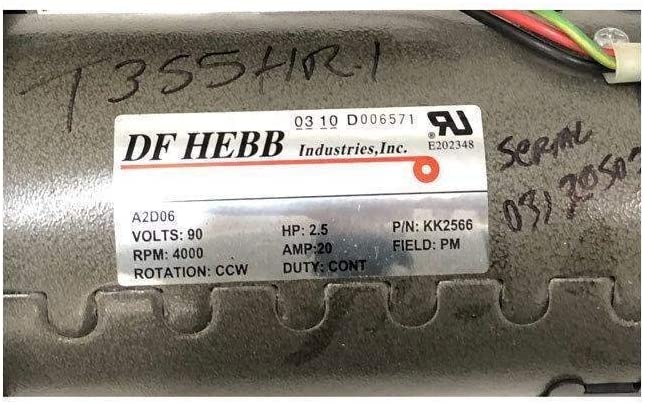 T355HR.1
03 10 D006571
DF HEBB Industries, Inc.
® E202348
SERIAL
A2D06
VOLTS: 90 HP: 2.5 P/N: KK2566
RPM: 4000 AMP:20 FIELD: PM
ROTATION: CCW DUTY: CONT